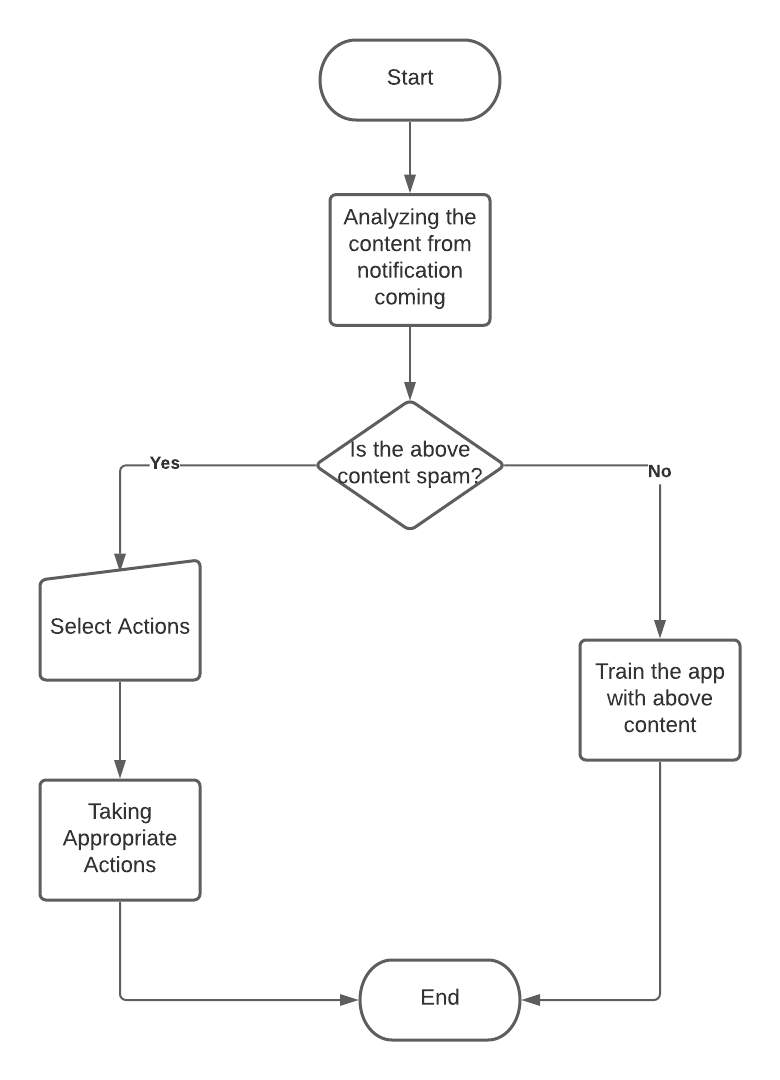 Start
Analyzing the
content from
notification
coming
Is the above
content spam?
Yes
No
Select Actions
Train the app
with above
content
Taking
Appropriate
Actions
End